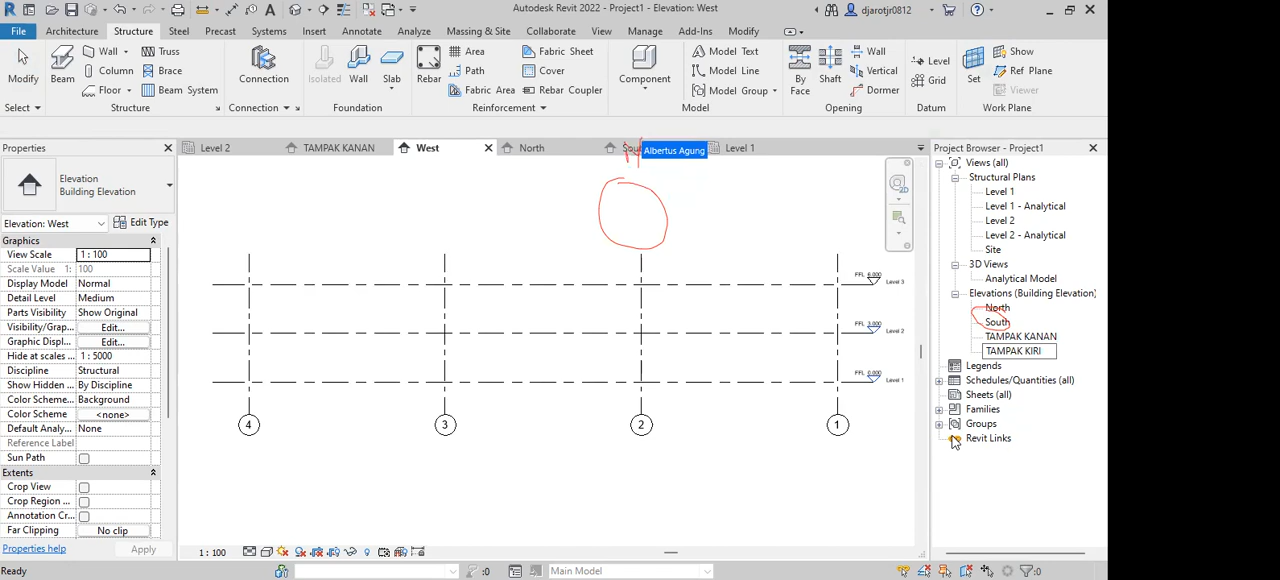 Autodesk Revit 2022 - Project1 - Elevation: West
djarotjr0812
File Architecture Structure Steel Precast Systems Insert Annotate Analyze Massing & Site Collaborate View Manage Add-Ins Modify
Modify
Select
Beam
Wall
Column
Floor
Truss
Brace
Beam System
Structure
Connection
Connection
Isolated
Wall
Slab
Foundation
Rebar
Area
Path
Fabric Area
Fabric Sheet
Cover
Rebar Coupler
Reinforcement
Component
Model Text
Model Line
Model Group
Model
By Face
Shaft
Wall
Vertical
Dormer
Opening
Level
Grid
Datum
Set
Show
Ref Plane
Viewer
Work Plane
Properties
Level 2
TAMPAK KANAN
West
North
Albertus Agung
Level 1
Project Browser - Project1
Elevation
Building Elevation
Elevation: West
Edit Type
Graphics
View Scale 1 : 100
Scale Value 1: 100
Display Model Normal
Detail Level Medium
Parts Visibility Show Original
Visibility/Grap... Edit...
Graphic Displ... Edit...
Hide at scales ... 1 : 5000
Discipline Structural
Show Hidden ... By Discipline
Color Scheme ... Background
Color Scheme <none>
Default Analy... None
Reference Label
Sun Path
Extents
Crop View
Crop Region ...
Annotation Cr...
Far Clipping No clip
Properties help
Apply
2D
FFL 6.000
Level 3
FFL 3.000
Level 2
FFL 0.000
Level 1
4 3 2 1
Views (all)
Structural Plans
Level 1
Level 1 - Analytical
Level 2
Level 2 - Analytical
Site
3D Views
Analytical Model
Elevations (Building Elevation)
North
South
TAMPAK KANAN
TAMPAK KIRI
Legends
Schedules/Quantities (all)
Sheets (all)
Families
Groups
Revit Links
1 : 100
Ready
:0
Main Model
:0